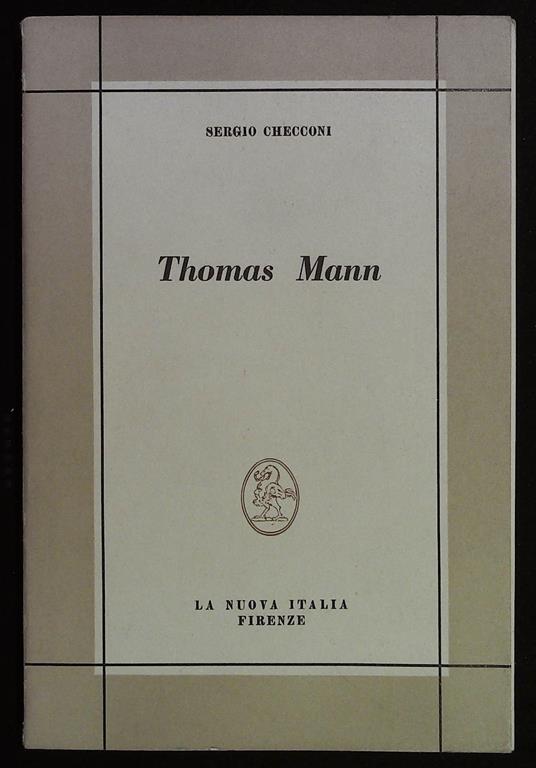 SERGIO CHECCONI
Thomas Mann
LA NUOVA ITALIA
FIRENZE